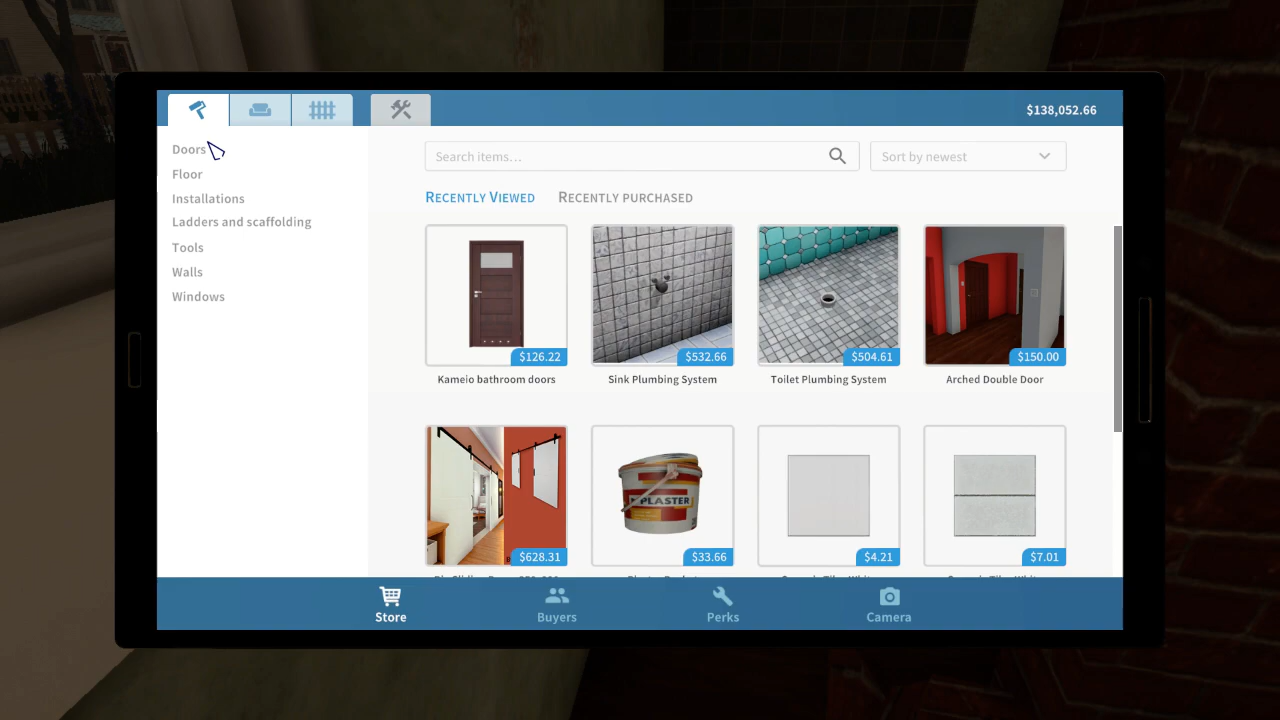 $138,052.66
Doors
Floor
Installations
Ladders and scaffolding
Tools
Walls
Windows
Search items...
Sort by newest
Recently Viewed
Recently purchased
$126.22
$532.66
$504.61
$150.00
Kameio bathroom doors
Sink Plumbing System
Toilet Plumbing System
Arched Double Door
PLASTER
$628.31
$33.66
$4.21
$7.01
Store
Buyers
Perks
Camera